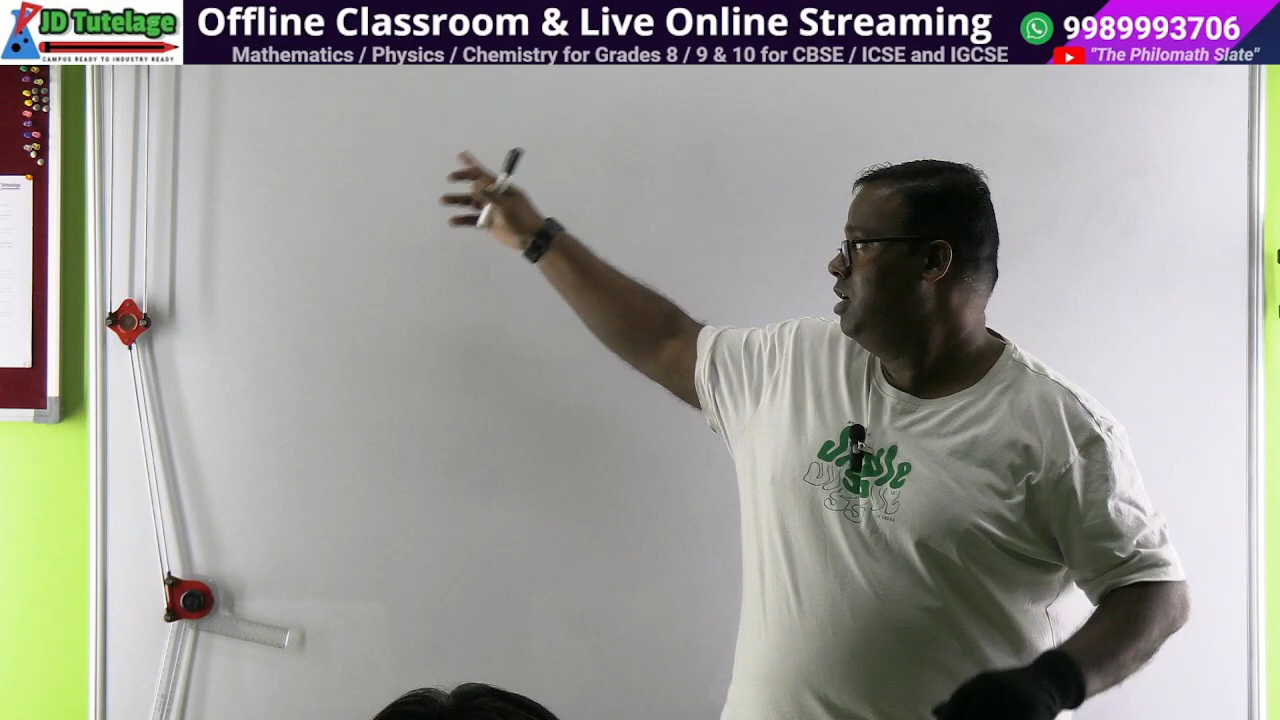 JD Tutelage
CAMPUS READY TO INDUSTRY READY
Offline Classroom & Live Online Streaming
Mathematics / Physics / Chemistry for Grades 8 / 9 & 10 for CBSE / ICSE and IGCSE
9989993706
"The Philomath Slate"